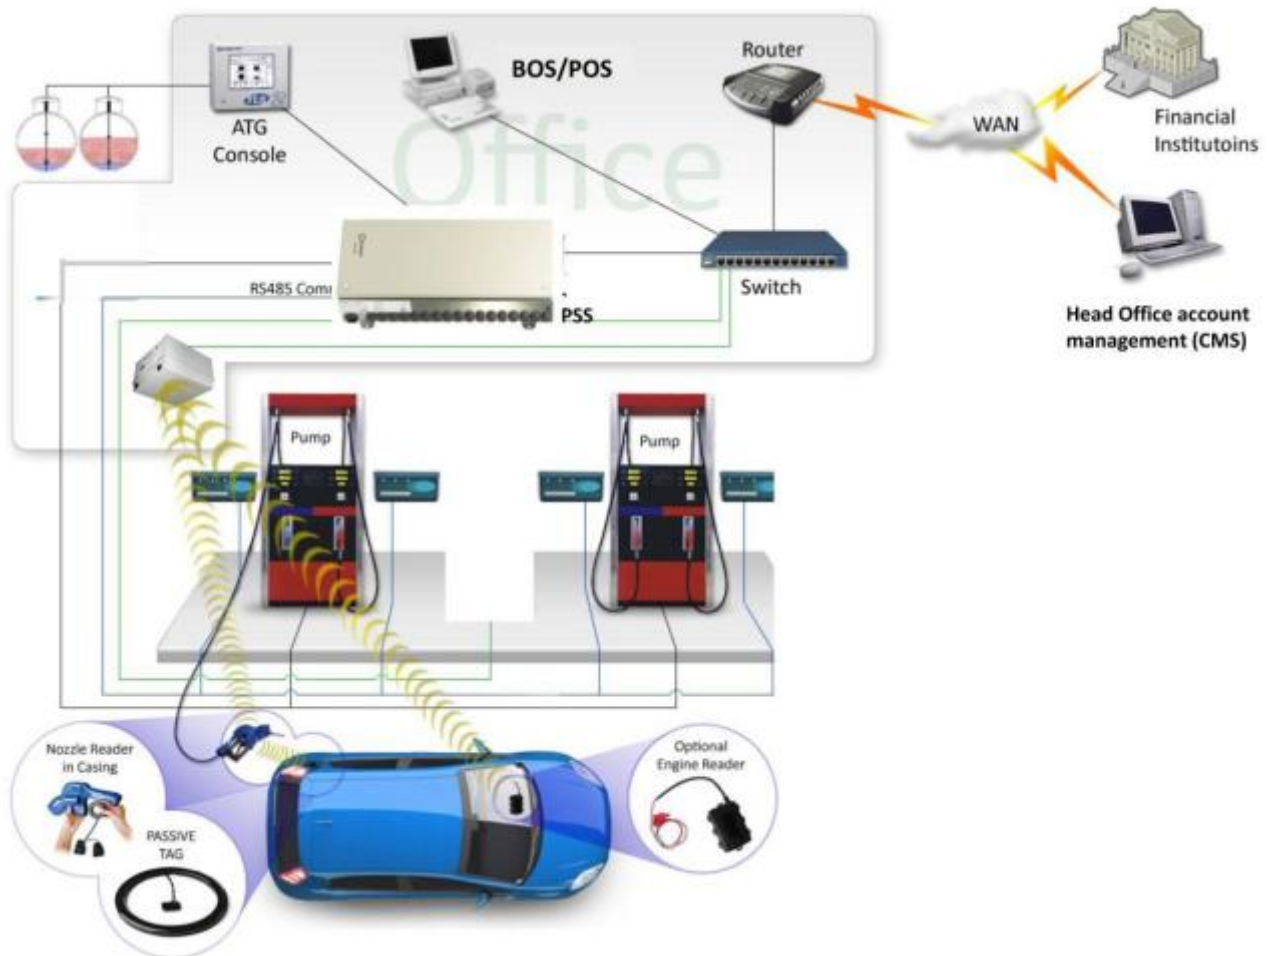 BOS/POS
Router
ATG
Console
Office
WAN
Financial
Institutoins
RS485 Com
PSS
Switch
Head Office account
management (CMS)
Pump
Pump
Nozzle Reader
in Casing
PASSIVE
TAG
Optional
Engine Reader